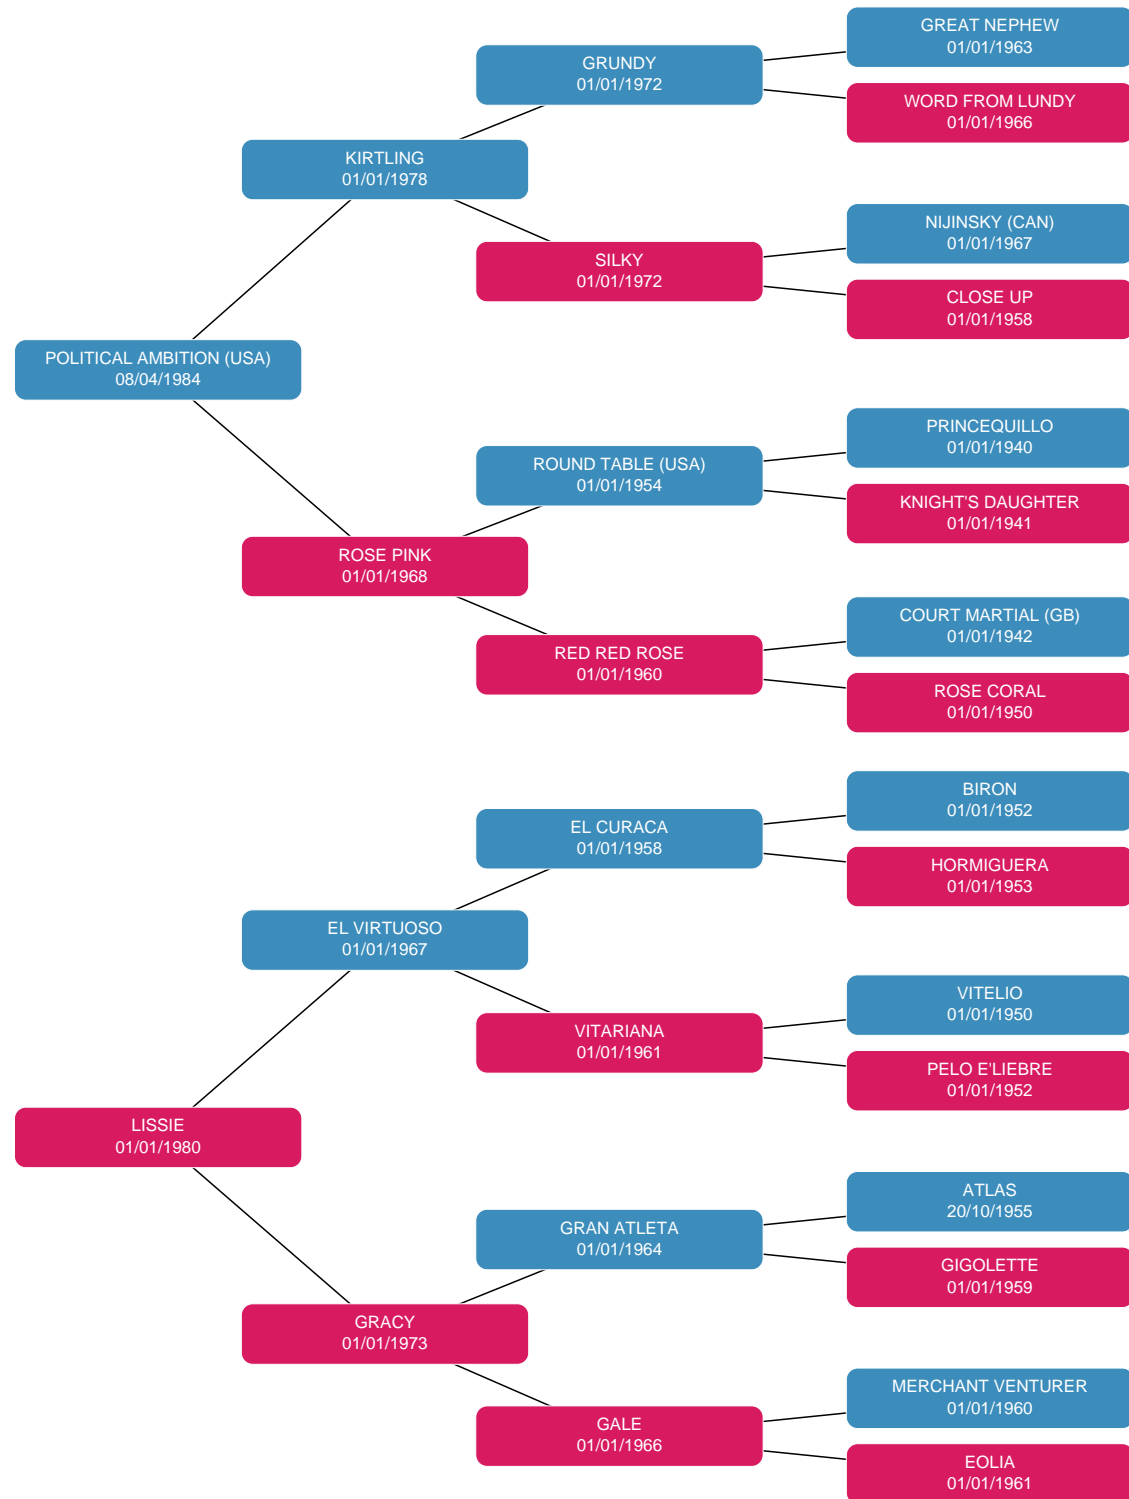 GREAT NEPHEW
01/01/1963
GRUNDY
01/01/1972
WORD FROM LUNDY
01/01/1966
KIRTLING
01/01/1978
NIJINSKY (CAN)
01/01/1967
SILKY
01/01/1972
CLOSE UP
01/01/1958
POLITICAL AMBITION (USA)
08/04/1984
PRINCEQUILLO
01/01/1940
ROUND TABLE (USA)
01/01/1954
KNIGHT'S DAUGHTER
01/01/1941
ROSE PINK
01/01/1968
COURT MARTIAL (GB)
01/01/1942
RED RED ROSE
01/01/1960
ROSE CORAL
01/01/1950
BIRON
01/01/1952
EL CURACA
01/01/1958
HORMIGUERA
01/01/1953
EL VIRTUOSO
01/01/1967
VITELIO
01/01/1950
VITARIANA
01/01/1961
PELO E'LIEBRE
01/01/1952
LISSIE
01/01/1980
ATLAS
20/10/1955
GRAN ATLETA
01/01/1964
GIGOLETTE
01/01/1959
GRACY
01/01/1973
MERCHANT VENTURER
01/01/1960
GALE
01/01/1966
EOLIA
01/01/1961